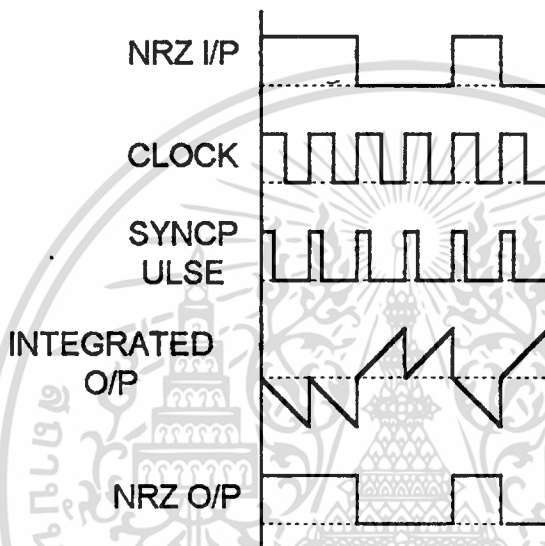 NRZ I/P
CLOCK
SYNCP
ULSE
INTEGRATED
O/P
NRZ O/P